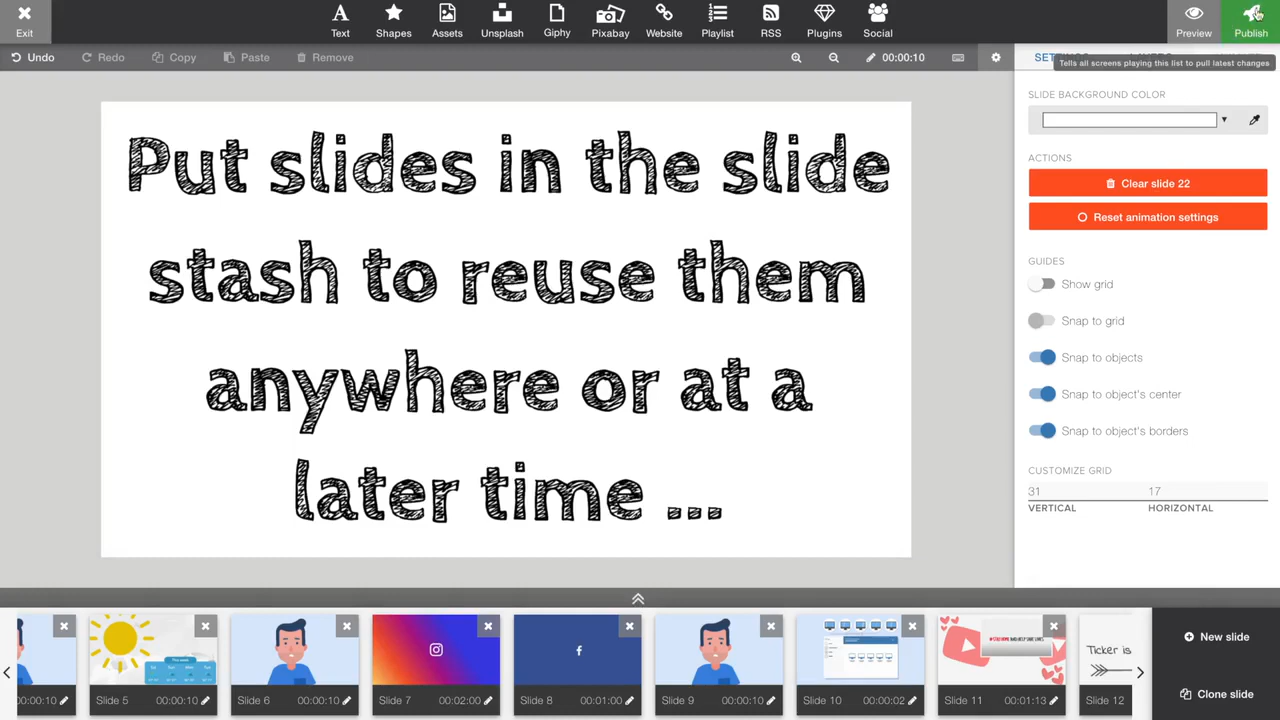 Exit
Text
Shapes
Assets
Unsplash
Giphy
Pixabay
Website
Playlist
RSS
Plugins
Social
Preview
Publish
Undo
Redo
Copy
Paste
Remove
00:00:10
Tells all screens playing this list to pull latest changes
SLIDE BACKGROUND COLOR
ACTIONS
Clear slide 22
Reset animation settings
GUIDES
Show grid
Snap to grid
Snap to objects
Snap to object's center
Snap to object's borders
CUSTOMIZE GRID
31 17
VERTICAL HORIZONTAL
Put slides in the slide
stash to reuse them
anywhere or at a
later time ...
00:00:10
Slide 5 00:00:10
Slide 6 00:00:10
Slide 7 00:02:00
Slide 8 00:01:00
Slide 9 00:00:10
Slide 10 00:00:02
Slide 11 00:01:13
Ticker is
Slide 12
New slide
Clone slide